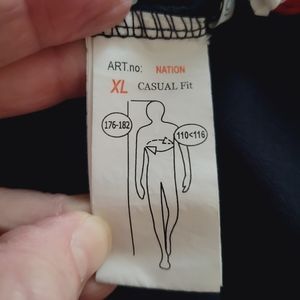 ART.no: NATION
XL CASUAL Fit
176-182
110<116